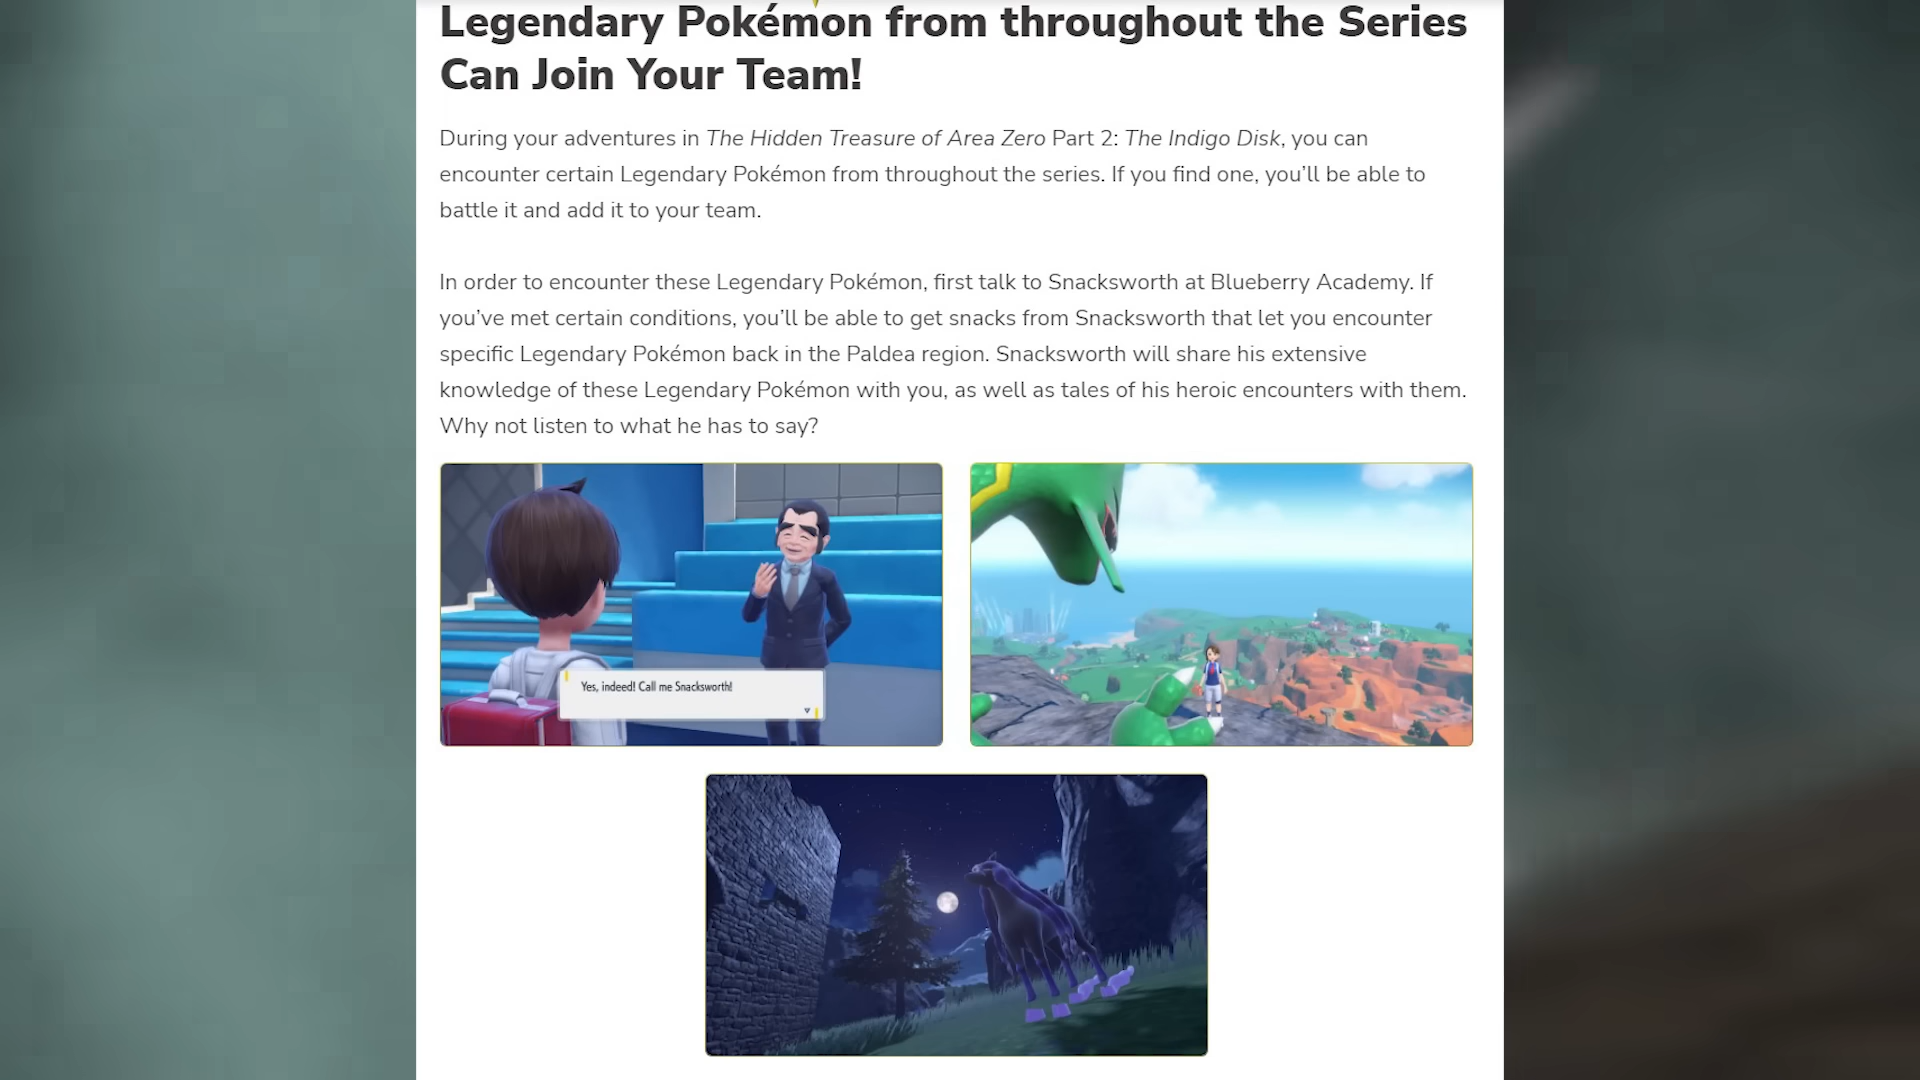 Legendary Pokémon from throughout the Series
Can Join Your Team!
During your adventures in The Hidden Treasure of Area Zero Part 2: The Indigo Disk, you can
encounter certain Legendary Pokémon from throughout the series. If you find one, you’ll be able to
battle it and add it to your team.
In order to encounter these Legendary Pokémon, first talk to Snacksworth at Blueberry Academy. If
you’ve met certain conditions, you’ll be able to get snacks from Snacksworth that let you encounter
specific Legendary Pokémon back in the Paldea region. Snacksworth will share his extensive
knowledge of these Legendary Pokémon with you, as well as tales of his heroic encounters with them.
Why not listen to what he has to say?
Yes, indeed! Call me Snacksworth!